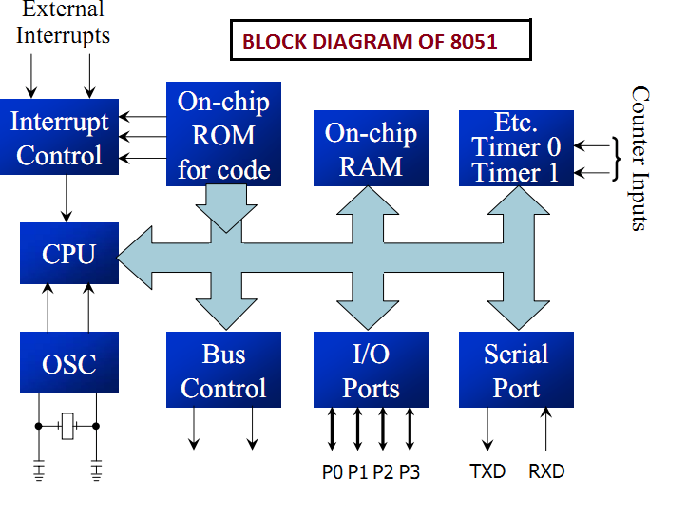 External
Interrupts
BLOCK DIAGRAM OF 8051
Interrupt
Control
On-chip
ROM
for code
On-chip
RAM
Etc.
Timer 0
Timer 1
Counter Inputs
CPU
OSC
Bus
Control
I/O
Ports
Serial
Port
P0 P1 P2 P3
TXD RXD